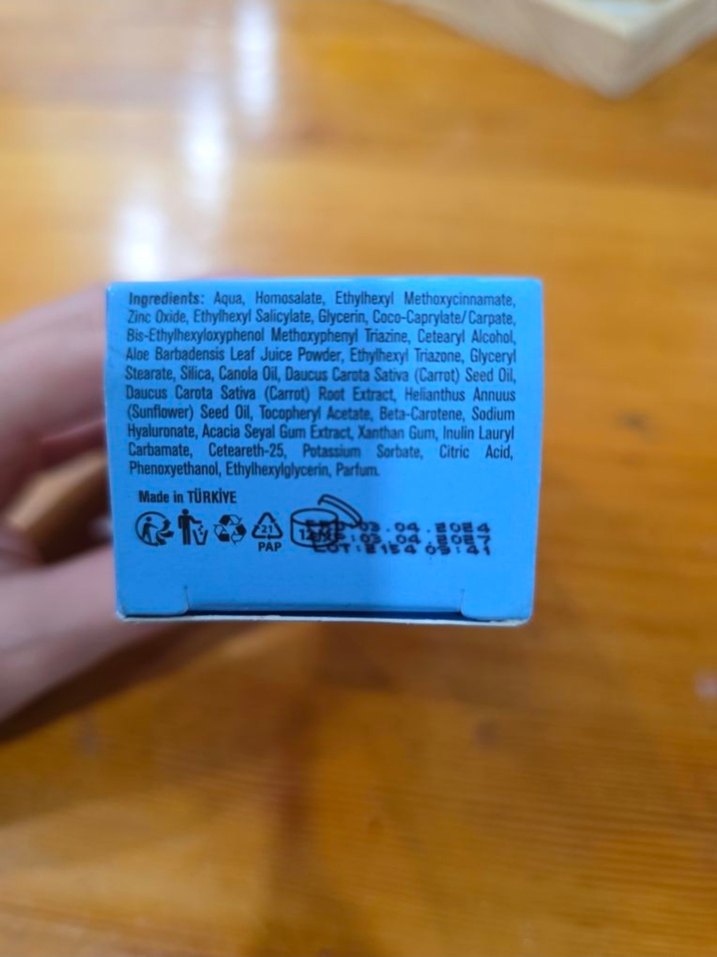 Ingredients: Aqua, Homosalate, Ethylhexyl Methoxycinnamate,
Zinc Oxide, Ethylhexyl Salicylate, Glycerin, Coco-Caprylate/Carpate,
Bis-Ethylhexyloxyphenol Methoxyphenyl Triazine, Cetearyl Alcohol,
Aloe Barbadensis Leaf Juice Powder, Ethylhexyl Triazone, Glyceryl
Stearate, Silica, Canola Oil, Daucus Carota Sativa (Carrot) Seed Oil,
Daucus Carota Sativa (Carrot) Root Extract, Helianthus Annuus
(Sunflower) Seed Oil, Tocopheryl Acetate, Beta-Carotene, Sodium
Hyaluronate, Acacia Seyal Gum Extract, Xanthan Gum, Inulin Lauryl
Carbamate, Ceteareth-25, Potassium Sorbate, Citric Acid,
Phenoxyethanol, Ethylhexylglycerin, Parfum.
Made in TÜRKİYE
21
PAP
12M
03.04.2024
03.04.2027
LOT:2154 09:41